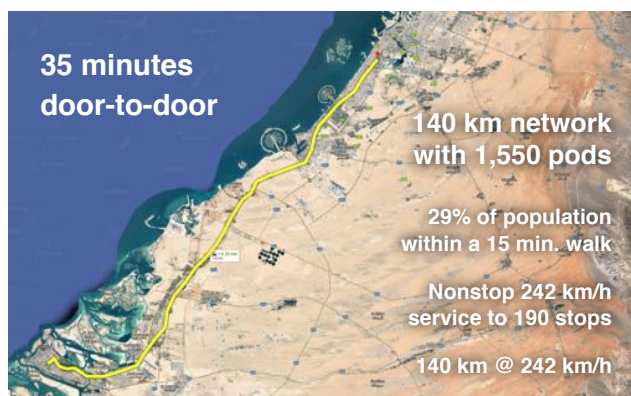 35 minutes
door-to-door
140 km network
with 1,550 pods
29% of population
within a 15 min. walk
Nonstop 242 km/h
service to 190 stops
140 km @ 242 km/h